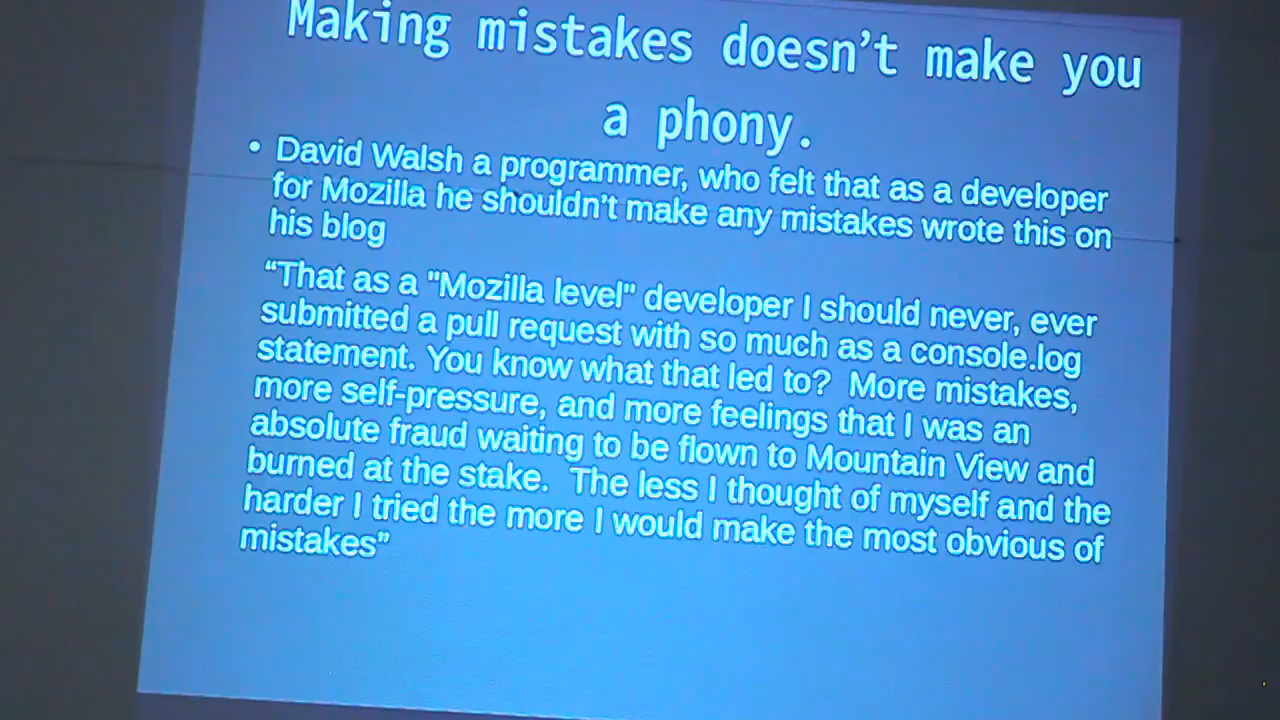 Making mistakes doesn’t make you
a phony.
• David Walsh a programmer, who felt that as a developer
for Mozilla he shouldn't make any mistakes wrote this on
his blog
“That as a "Mozilla level" developer I should never, ever
submitted a pull request with so much as a console.log
statement. You know what that led to?  More mistakes,
more self-pressure, and more feelings that I was an
absolute fraud waiting to be flown to Mountain View and
burned at the stake.  The less I thought of myself and the
harder I tried the more I would make the most obvious of
mistakes”